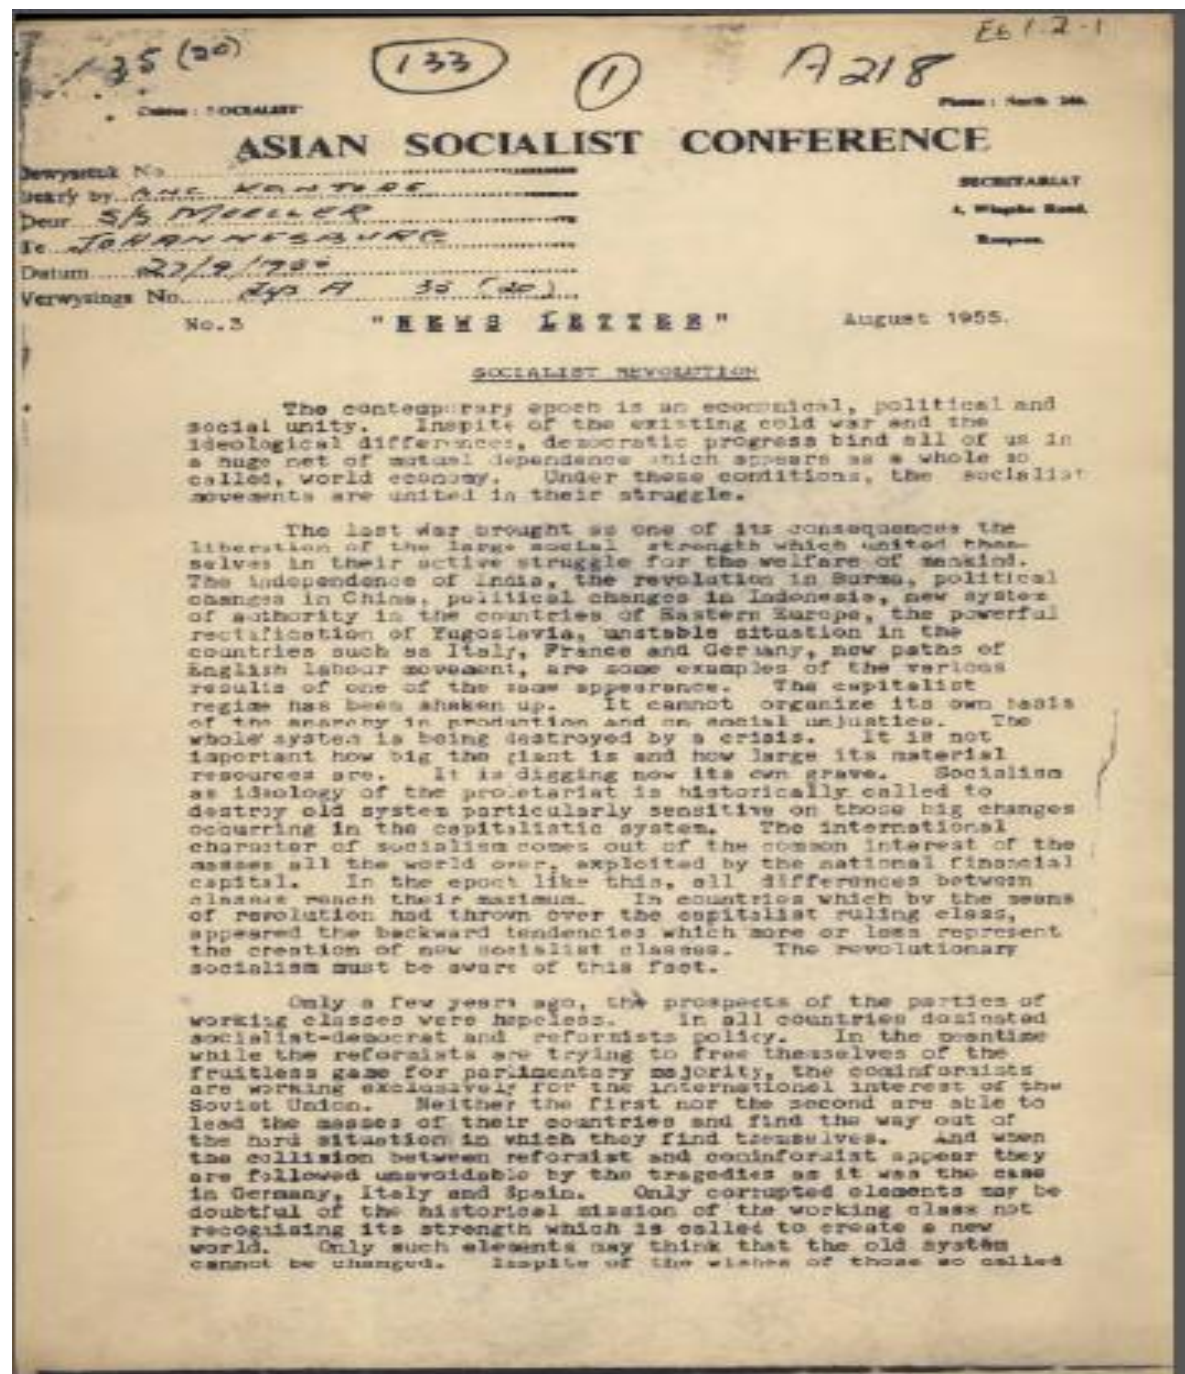 35 (20)
133
1
A218
E6 1-2-1
Cables : SOCIALIST
Phone : North
ASIAN SOCIALIST CONFERENCE
Bewysstuk No
by ANC KANTORE
Deur S/S MOELLER
Te JOHANNESBURG
Datum 27/9/1955
Verwysings No. A 35 (20)
SECRETARIAT
4, Wingaba Road,
Rangoon.
No.3 "NEWS LETTER" August 1955.
SOCIALIST REVOLUTION
The contemporary epoch is an economical, political and
social unity. Inspite of the existing cold war and the
ideological differences, democratic progress bind all of us in
a huge net of mutual dependence which appears as a whole so
called, world economy. Under these conditions, the socialist
movements are united in their struggle.
The last war brought as one of its consequences the
liberation of the large social strength which united them-
selves in their active struggle for the welfare of mankind.
The independence of India, the revolution in Burma, political
changes in China, political changes in Indonesia, new system
of authority in the countries of Eastern Europe, the powerful
rectification of Yugoslavia, unstable situation in the
countries such as Italy, France and Germany, new paths of
English labour movement, are some examples of the various
results of one of the same appearance. The capitalist
regime has been shaken up. It cannot organize its own basis
of the anarchy in production and on social unjustice. The
whole system is being destroyed by a crisis. It is not
important how big the giant is and how large its material
resources are. It is digging now its own grave. Socialism
as ideology of the proletariat is historically called to
destroy old system particularly sensitive on those big changes
occurring in the capitalistic system. The international
character of socialism comes out of the common interest of the
masses all the world over, exploited by the national financial
capital. In the epoch like this, all differences between
classes reach their maximum. In countries which by the means
of revolution had thrown over the capitalist ruling class,
appeared the backward tendencies which more or less represent
the creation of new socialist classes. The revolutionary
socialism must be aware of this fact.
Only a few years ago, the prospects of the parties of
working classes were hopeless. In all countries dominated
socialist-democrat and reformists policy. In the meantime
while the reformists are trying to free themselves of the
fruitless game for parlimentary majority, the cominformists
are working exclusively for the international interest of the
Soviet Union. Neither the first nor the second are able to
lead the masses of their countries and find the way out of
the hard situation in which they find themselves. And when
the collision between reformist and cominformist appear they
are followed unavoidable by the tragedies as it was the case
in Germany, Italy and Spain. Only corrupted elements may be
doubtful of the historical mission of the working class not
recognising its strength which is called to create a new
world. Only such elements may think that the old system
cannot be changed. Inspite of the wishes of those so called